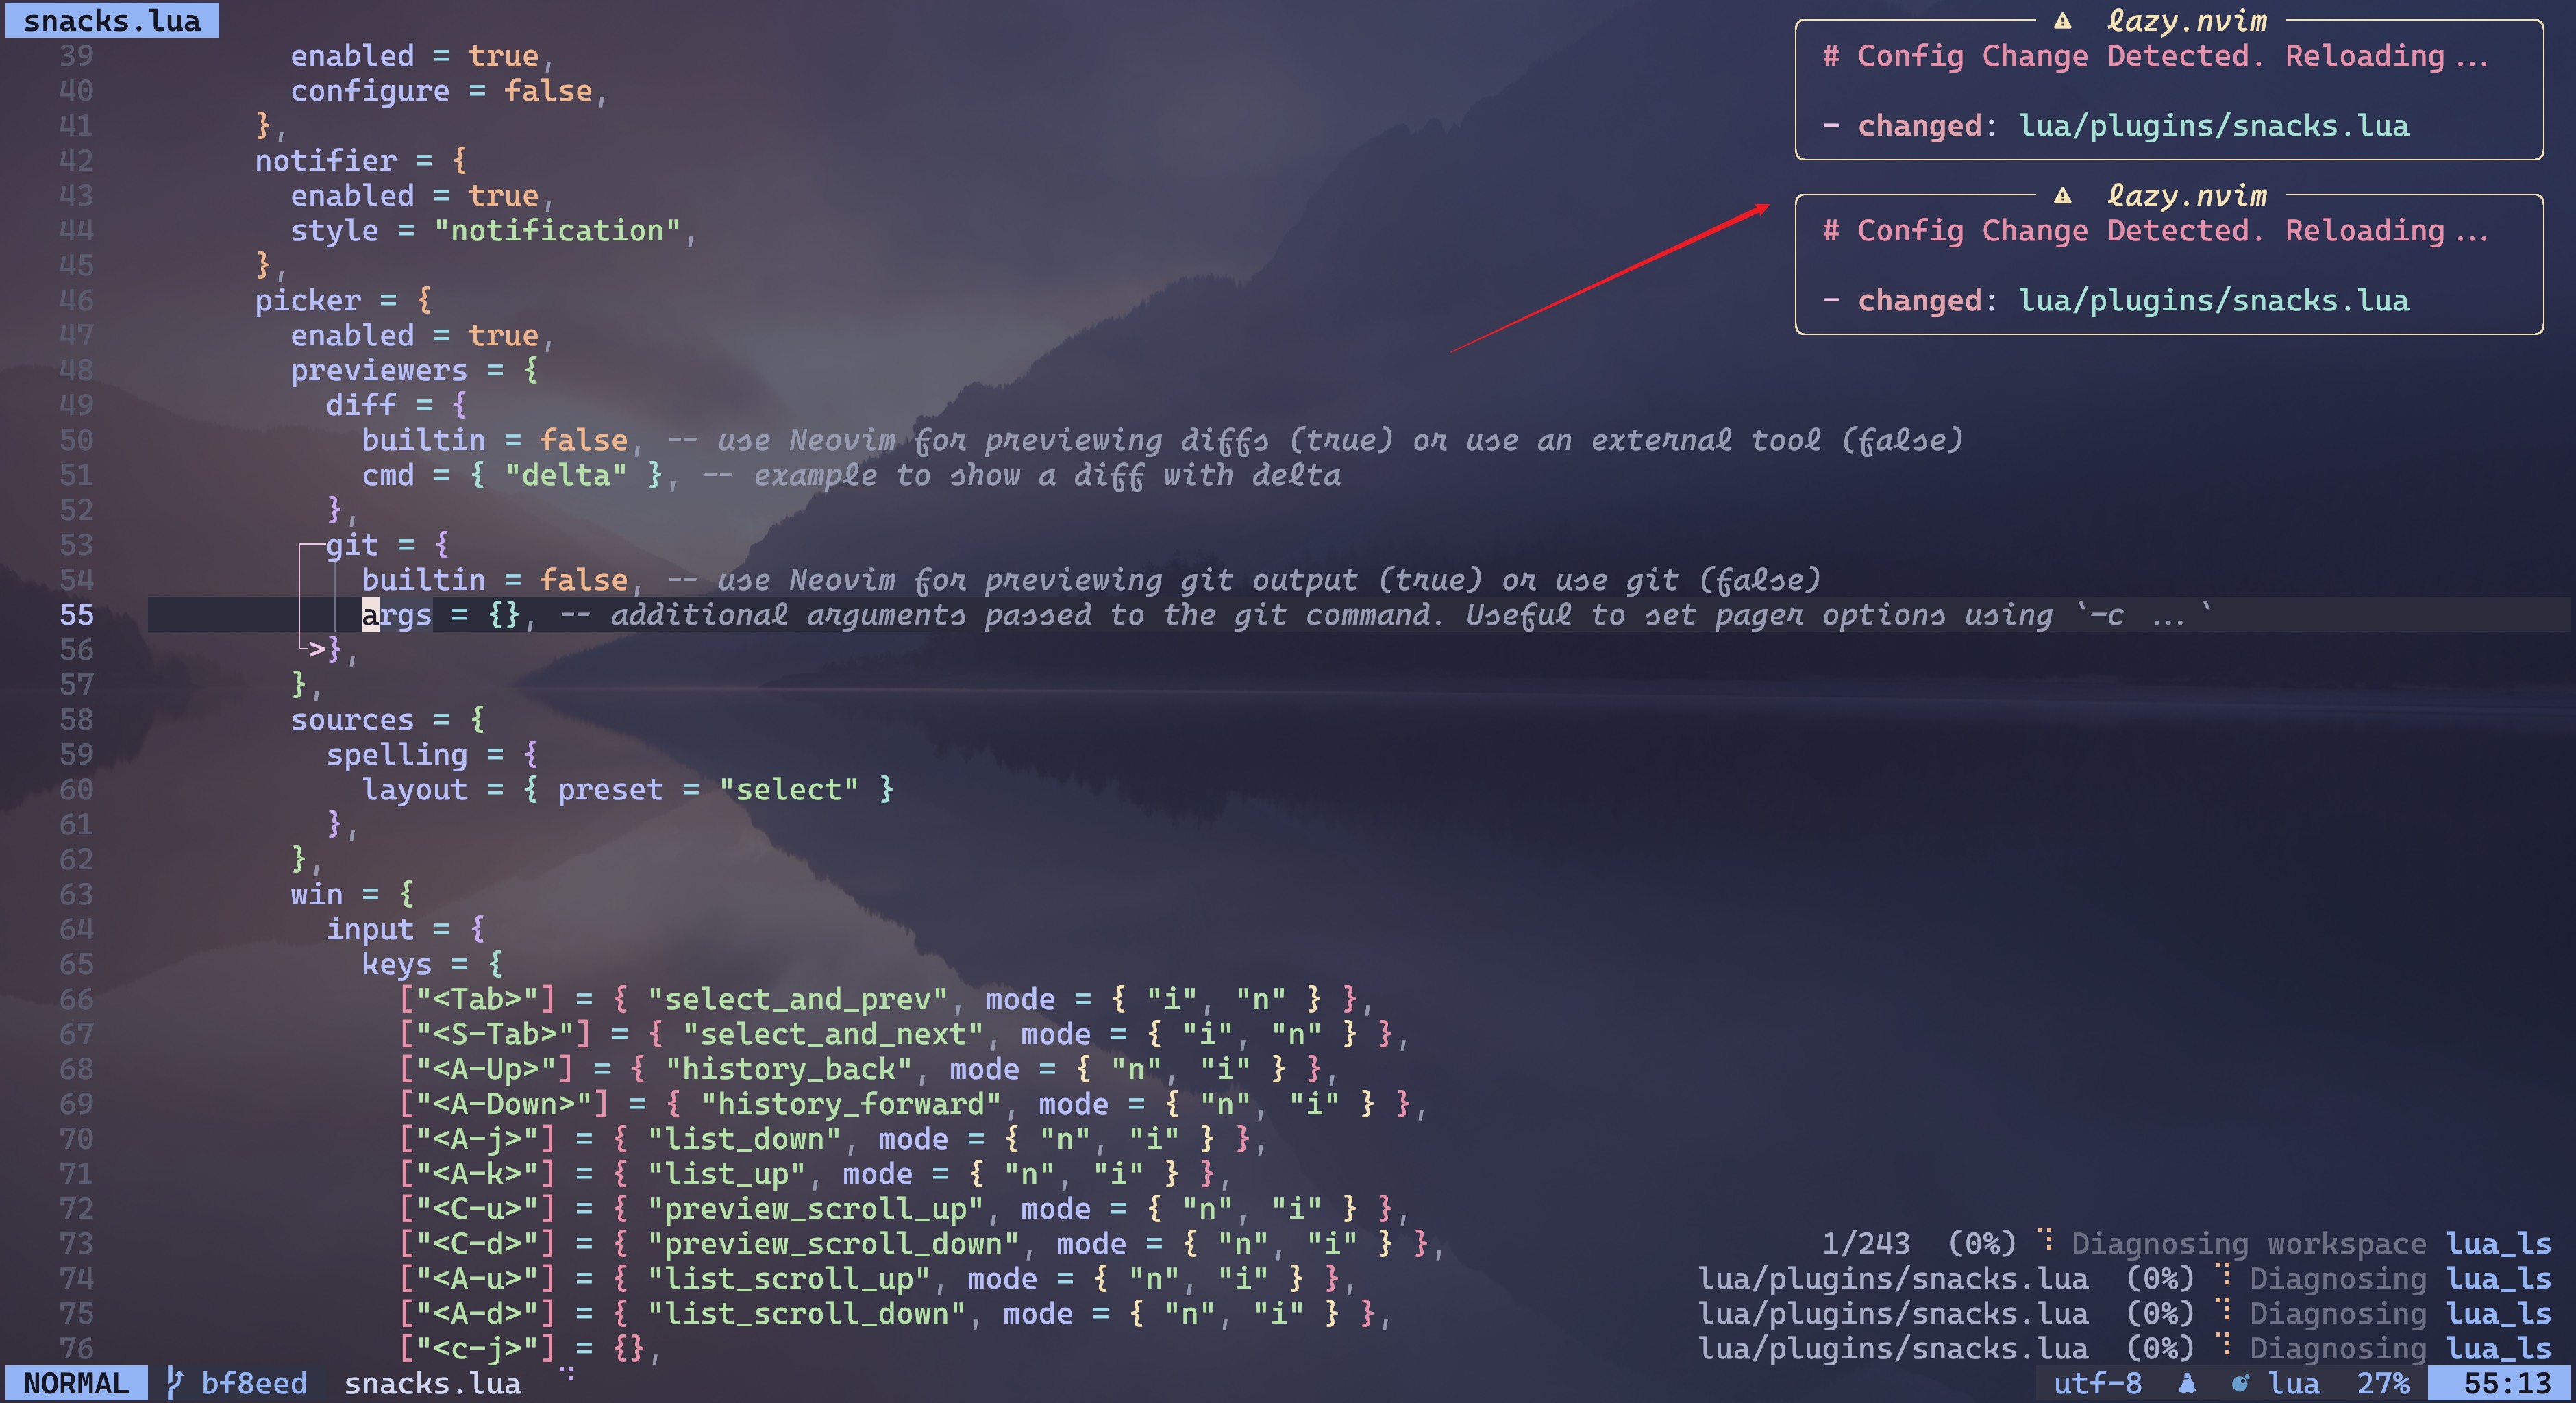 snacks.lua
39 enabled = true,
40 configure = false,
41 },
42 notifier = {
43 enabled = true,
44 style = "notification",
45 },
46 picker = {
47 enabled = true,
48 previewers = {
49 diff = {
50 builtin = false, -- use Neovim for previewing diffs (true) or use an external tool (false)
51 cmd = { "delta" }, -- example to show a diff with delta
52 },
53 git = {
54 builtin = false, -- use Neovim for previewing git output (true) or use git (false)
55 args = {}, -- additional arguments passed to the git command. Useful to set pager options using `-c ...`
56 >},
57 },
58 sources = {
59 spelling = {
60 layout = { preset = "select" }
61 },
62 },
63 win = {
64 input = {
65 keys = {
66 ["<Tab>"] = { "select_and_prev", mode = { "i", "n" } },
67 ["<S-Tab>"] = { "select_and_next", mode = { "i", "n" } },
68 ["<A-Up>"] = { "history_back", mode = { "n", "i" } },
69 ["<A-Down>"] = { "history_forward", mode = { "n", "i" } },
70 ["<A-j>"] = { "list_down", mode = { "n", "i" } },
71 ["<A-k>"] = { "list_up", mode = { "n", "i" } },
72 ["<C-u>"] = { "preview_scroll_up", mode = { "n", "i" } },
73 ["<C-d>"] = { "preview_scroll_down", mode = { "n", "i" } },
74 ["<A-u>"] = { "list_scroll_up", mode = { "n", "i" } },
75 ["<A-d>"] = { "list_scroll_down", mode = { "n", "i" } },
76 ["<c-j>"] = {},
lazy.nvim
# Config Change Detected. Reloading...
- changed: lua/plugins/snacks.lua
lazy.nvim
# Config Change Detected. Reloading...
- changed: lua/plugins/snacks.lua
1/243 (0%) Diagnosing workspace lua_ls
lua/plugins/snacks.lua (0%) Diagnosing lua_ls
lua/plugins/snacks.lua (0%) Diagnosing lua_ls
lua/plugins/snacks.lua (0%) Diagnosing lua_ls
NORMAL bf8eed snacks.lua utf-8 lua 27% 55:13